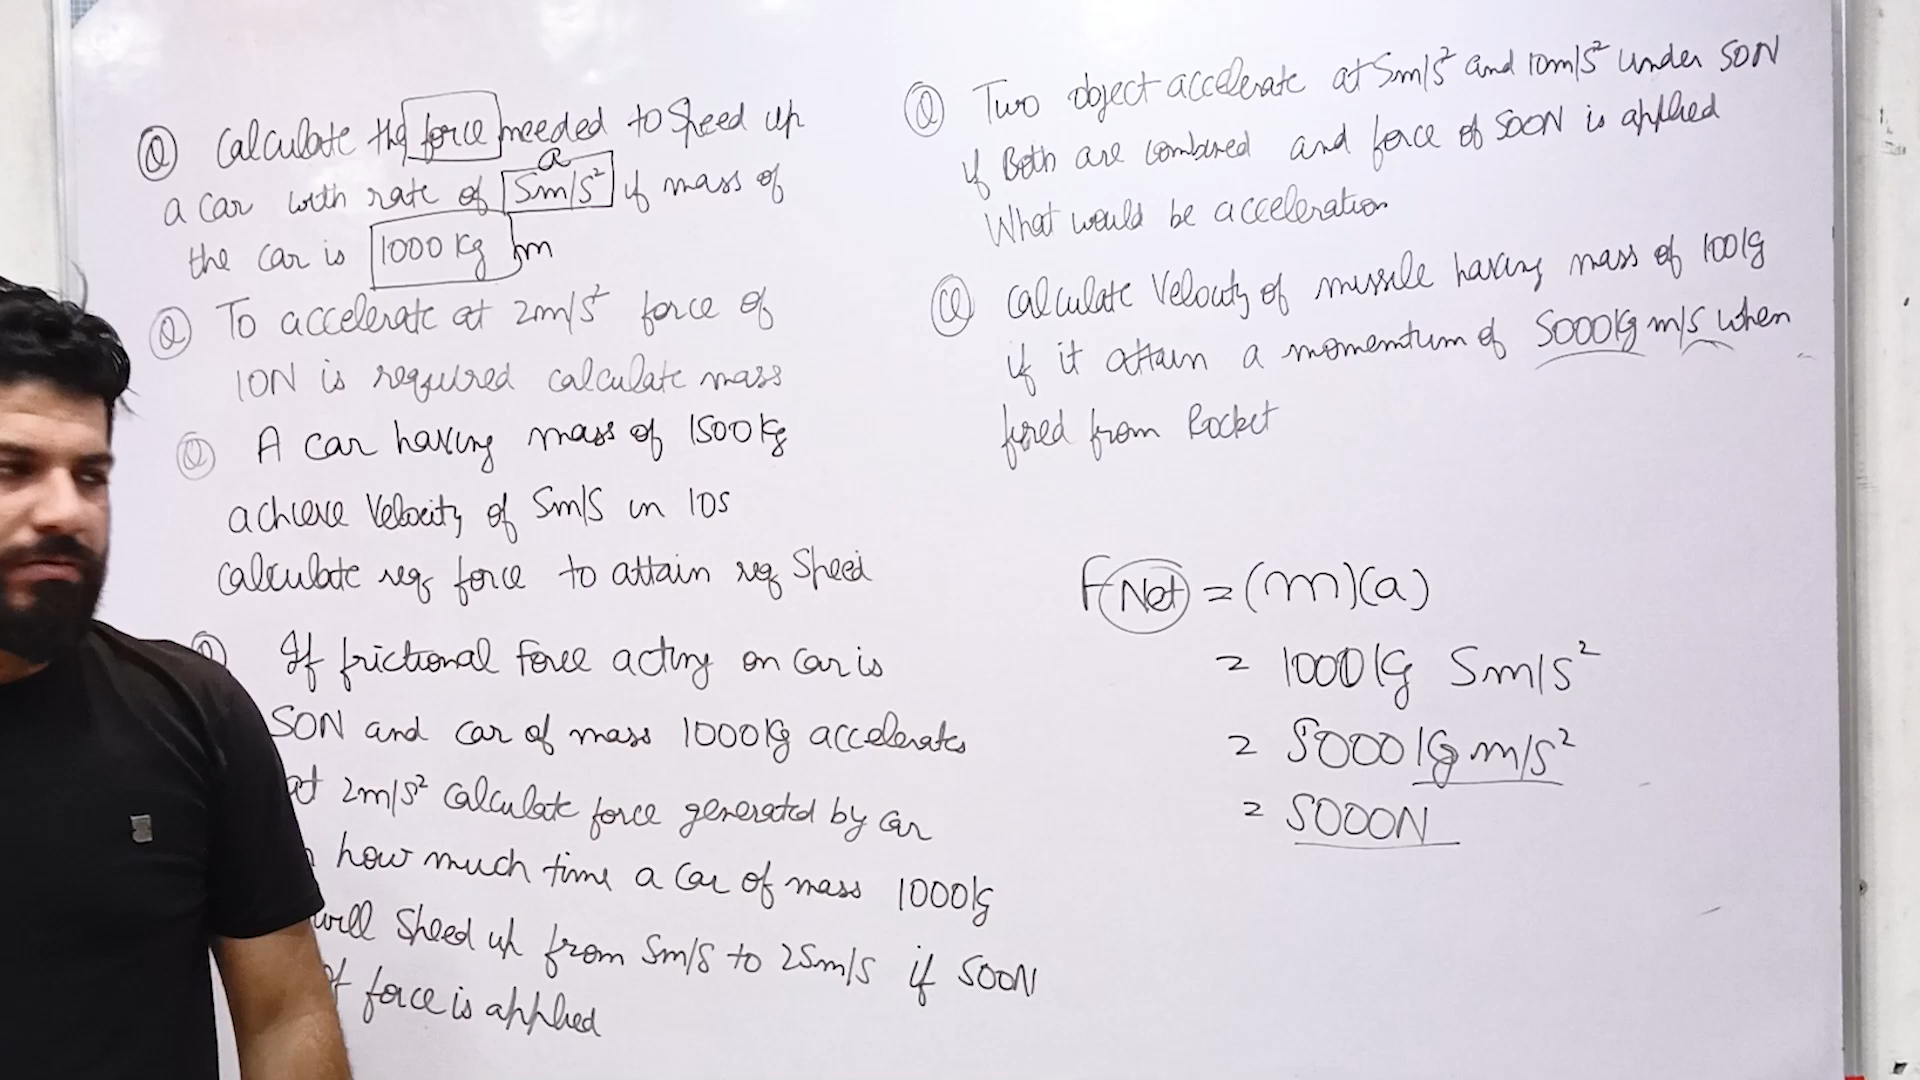 Q Calculate the force needed to speed up
a
a car with rate of 5m/s² if mass of
the car is 1000 kg m
Q To accelerate at 2m/s² force of
10N is required calculate mass
Q A car having mass of 1500kg
achieve Velocity of 5m/s in 10s
calculate req force to attain req speed
If frictional force acting on car is
50N and car of mass 1000kg accelerates
at 2m/s² calculate force generated by car
how much time a car of mass 1000kg
will speed up from 5m/s to 25m/s if 500N
of force is applied
Q Two object accelerate at 5m/s² and 10m/s² under 50N
if Both are combined and force of 500N is applied
What would be acceleration
Q Calculate Velocity of missile having mass of 100kg
if it attain a momentum of 5000kg m/s when
fired from Rocket
F Net = (m)(a)
= 1000kg 5m/s²
= 5000kg m/s²
= 5000N